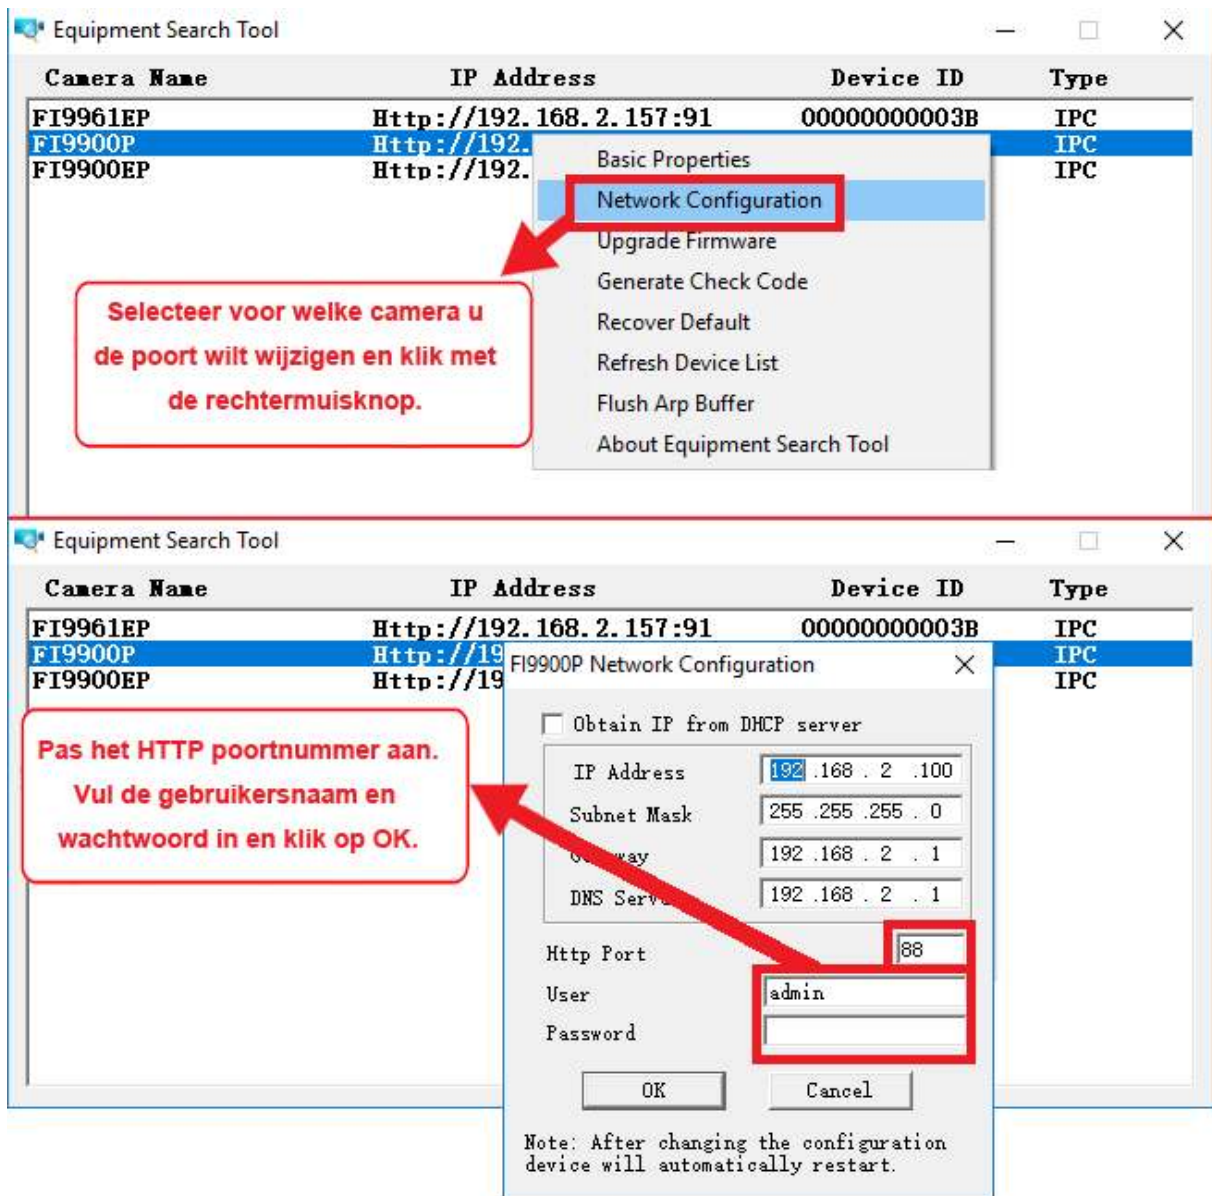 Equipment Search Tool
Camera Name IP Address Device ID Type
FI9961EP Http://192.168.2.157:91 00000000003B IPC
FI9900P Http://192. IPC
FI9900EP Http://192. IPC
Basic Properties
Network Configuration
Upgrade Firmware
Generate Check Code
Recover Default
Refresh Device List
Flush Arp Buffer
About Equipment Search Tool
Selecteer voor welke camera u
de poort wilt wijzigen en klik met
de rechtermuisknop.
Equipment Search Tool
Camera Name IP Address Device ID Type
FI9961EP Http://192.168.2.157:91 00000000003B IPC
FI9900P Http://19 IPC
FI9900EP Http://19 IPC
Pas het HTTP poortnummer aan.
Vul de gebruikersnaam en
wachtwoord in en klik op OK.
FI9900P Network Configuration
Obtain IP from DHCP server
IP Address 192.168.2.100
Subnet Mask 255.255.255.0
192.168.2.1
DNS 192.168.2.1
Http Port 88
User admin
Password
OK Cancel
Note: After changing the configuration
device will automatically restart.